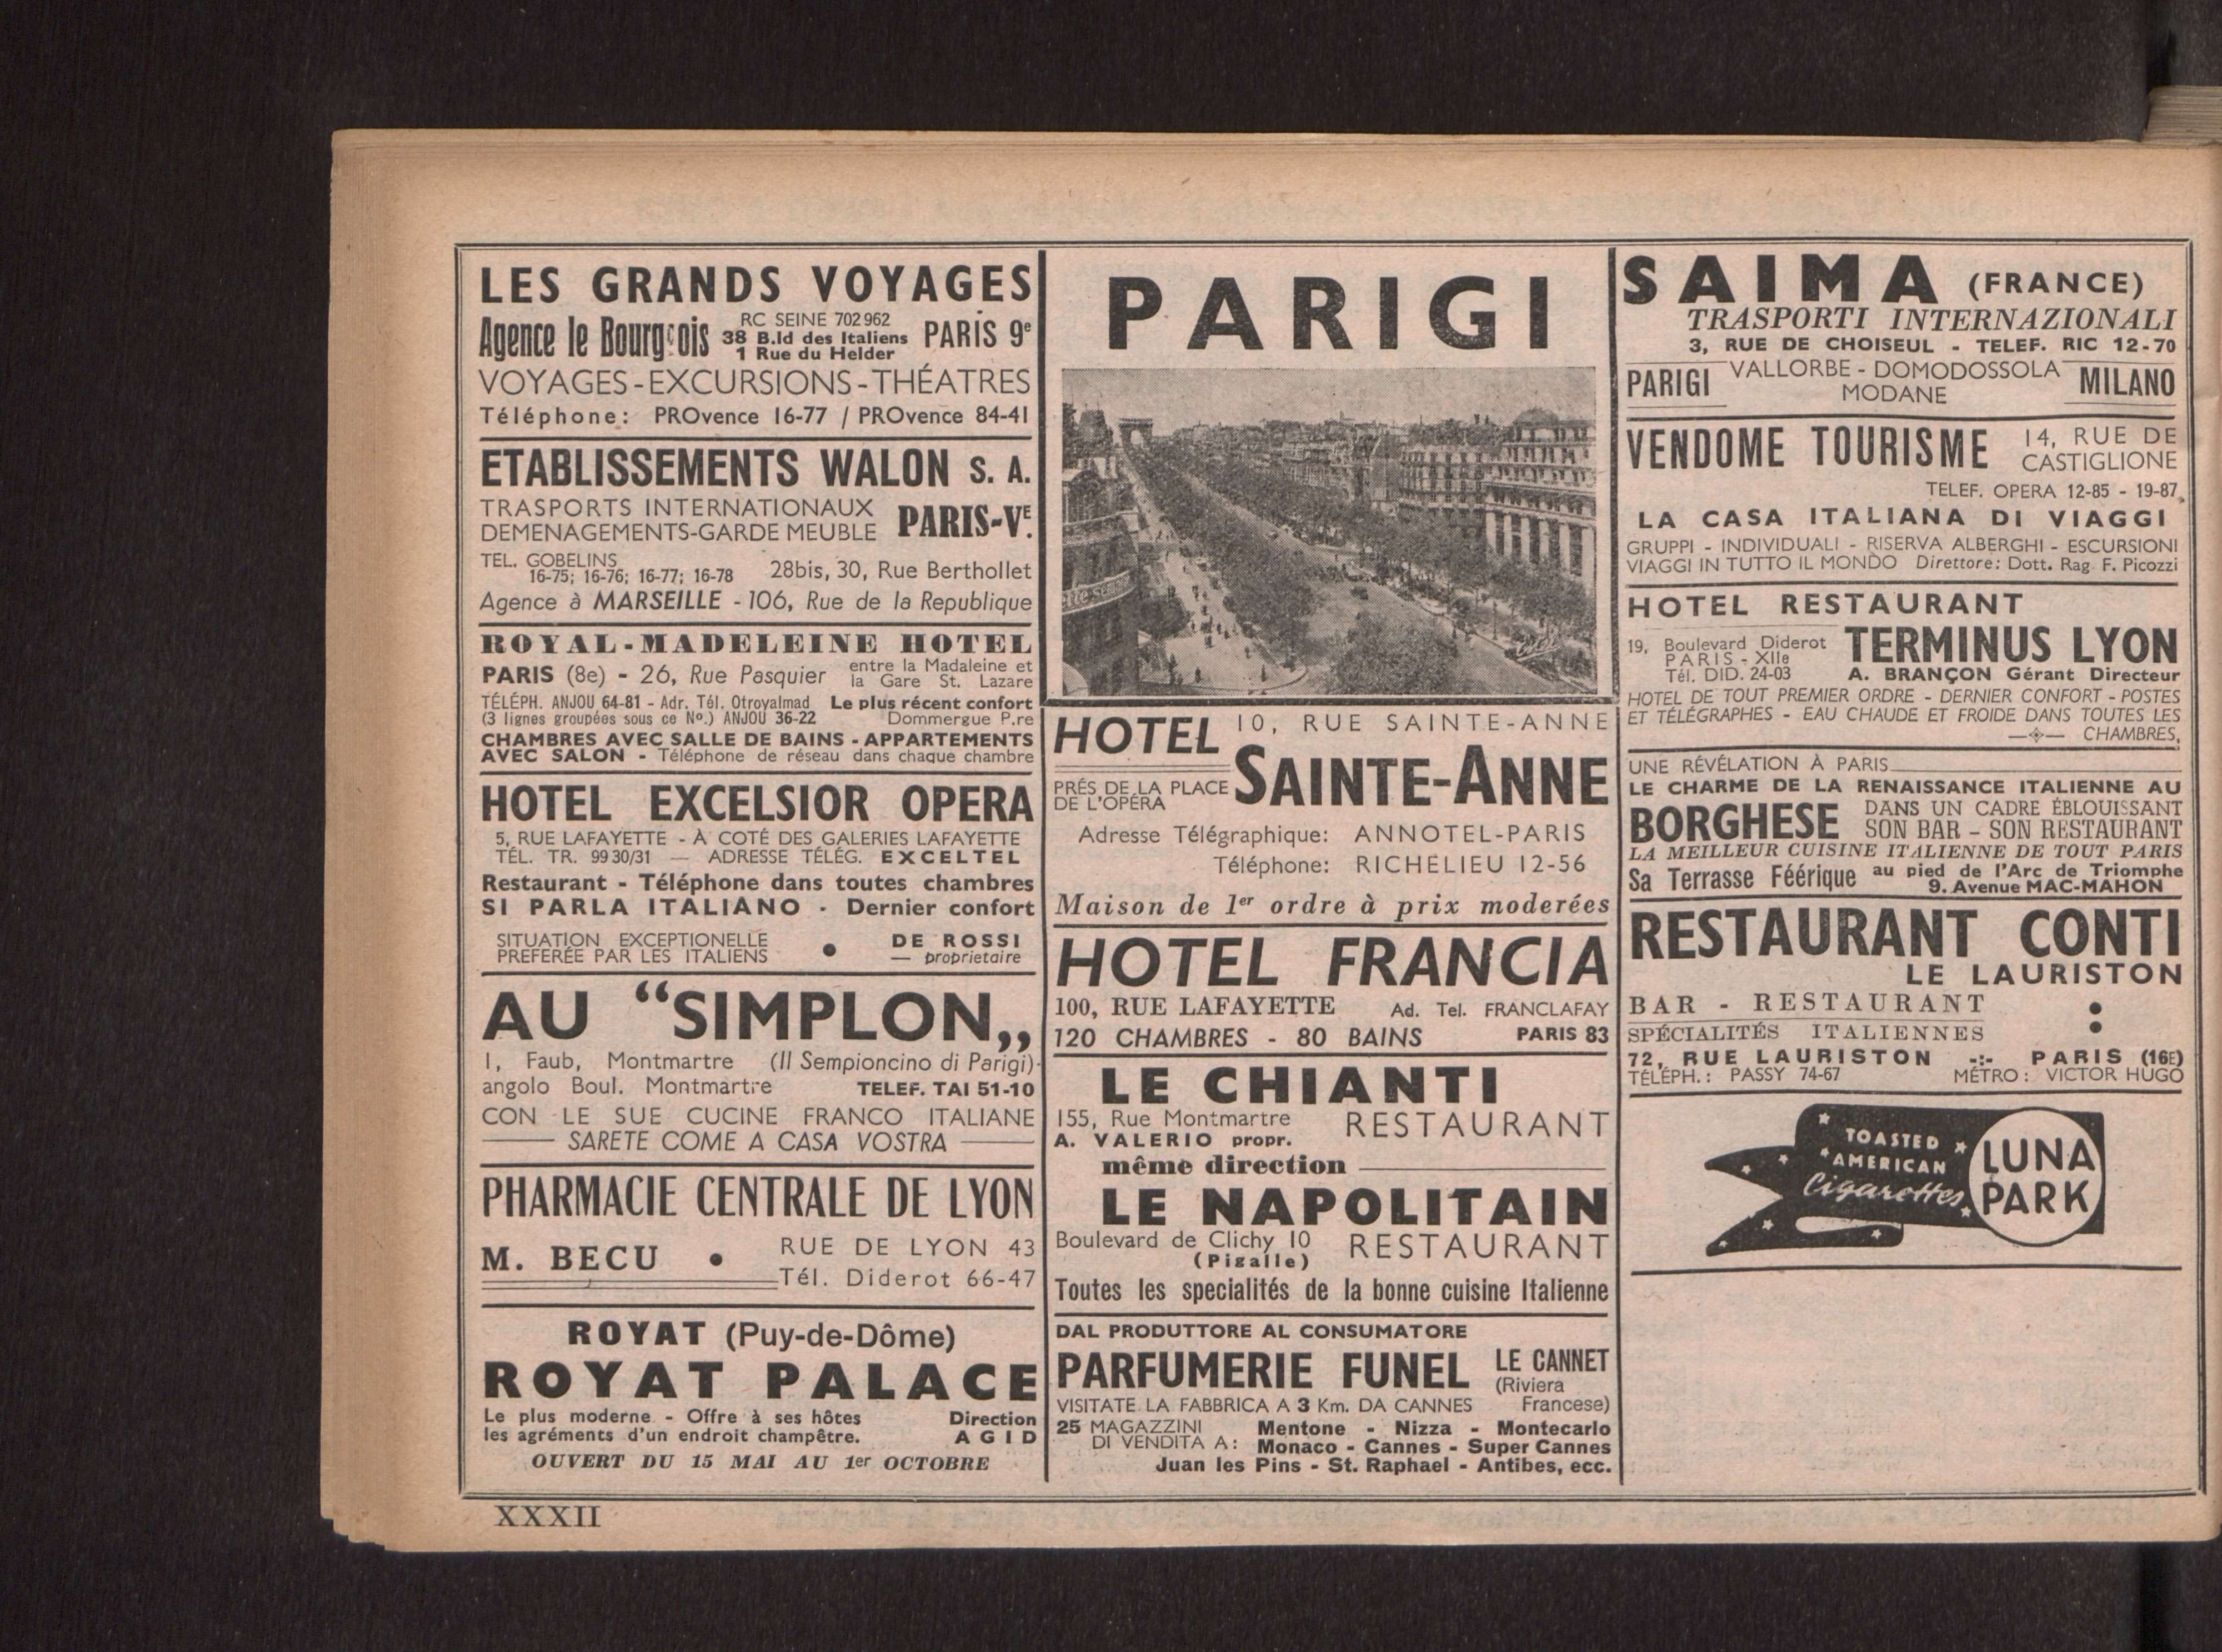 LES GRANDS VOYAGES
Agence le Bourgeois RC SEINE 702962 PARIS 9e
38 B.ld des Italiens
1 Rue du Helder
VOYAGES-EXCURSIONS-THÉATRES
Téléphone: PROvence 16-77 / PROvence 84-41
ETABLISSEMENTS WALON S. A.
TRASPORTS INTERNATIONAUX
DEMENAGEMENTS-GARDE MEUBLE PARIS-VE.
TEL. GOBELINS
16-75; 16-76; 16-77; 16-78 28bis, 30, Rue Berthollet
Agence à MARSEILLE - 106, Rue de la Republique
ROYAL-MADELEINE HOTEL
PARIS (8e) - 26, Rue Pasquier entre la Madaleine et
la Gare St. Lazare
TÉLÉPH. ANJOU 64-81 - Adr. Tél. Otroyalmad Le plus récent confort
(3 lignes groupées sous ce No.) ANJOU 36-22 Dommergue P.re
CHAMBRES AVEC SALLE DE BAINS - APPARTEMENTS
AVEC SALON - Téléphone de réseau dans chaque chambre
HOTEL EXCELSIOR OPERA
5, RUE LAFAYETTE - À COTÉ DES GALERIES LAFAYETTE
TÉL. TR. 99 30/31 — ADRESSE TÉLÉG. EXCELTEL
Restaurant - Téléphone dans toutes chambres
SI PARLA ITALIANO - Dernier confort
SITUATION EXCEPTIONELLE
PREFERÉE PAR LES ITALIENS • DE ROSSI
— proprietaire
AU “SIMPLON„
1, Faub, Montmartre (Il Sempioncino di Parigi)
angolo Boul. Montmartre TELEF. TAI 51-10
CON LE SUE CUCINE FRANCO ITALIANE
SARETE COME A CASA VOSTRA
PHARMACIE CENTRALE DE LYON
M. BECU • RUE DE LYON 43
Tél. Diderot 66-47
ROYAT (Puy-de-Dôme)
ROYAT PALACE
Le plus moderne - Offre à ses hôtes Direction
les agréments d'un endroit champêtre. AGID
OUVERT DU 15 MAI AU 1er OCTOBRE
XXXII
PARIGI
HOTEL 10, RUE SAINTE-ANNE
PRÉS DE LA PLACE
DE L'OPÉRA SAINTE-ANNE
Adresse Télégraphique: ANNOTEL-PARIS
Téléphone: RICHELIEU 12-56
Maison de 1er ordre à prix moderées
HOTEL FRANCIA
100, RUE LAFAYETTE Ad. Tel. FRANCLAFAY
120 CHAMBRES - 80 BAINS PARIS 83
LE CHIANTI
155, Rue Montmartre RESTAURANT
A. VALERIO propr.
même direction
LE NAPOLITAIN
Boulevard de Clichy 10 RESTAURANT
(Pigalle)
Toutes les specialités de la bonne cuisine Italienne
DAL PRODUTTORE AL CONSUMATORE
PARFUMERIE FUNEL LE CANNET
(Riviera
VISITATE LA FABBRICA A 3 Km. DA CANNES Francese)
25 MAGAZZINI Mentone - Nizza - Montecarlo
DI VENDITA A: Monaco - Cannes - Super Cannes
Juan les Pins - St. Raphael - Antibes, ecc.
SAIMA (FRANCE)
TRASPORTI INTERNAZIONALI
3, RUE DE CHOISEUL - TELEF. RIC 12-70
PARIGI VALLORBE - DOMODOSSOLA MILANO
MODANE
VENDOME TOURISME 14, RUE DE
CASTIGLIONE
TELEF. OPERA 12-85 - 19-87
LA CASA ITALIANA DI VIAGGI
GRUPPI - INDIVIDUALI - RISERVA ALBERGHI - ESCURSIONI
VIAGGI IN TUTTO IL MONDO Direttore: Dott. Rag. F. Picozzi
HOTEL RESTAURANT
19, Boulevard Diderot TERMINUS LYON
PARIS - XIIe
Tél. DID. 24-03 A. BRANÇON Gérant Directeur
HOTEL DE TOUT PREMIER ORDRE - DERNIER CONFORT - POSTES
ET TÉLÉGRAPHES - EAU CHAUDE ET FROIDE DANS TOUTES LES
CHAMBRES,
UNE RÉVÉLATION À PARIS
LE CHARME DE LA RENAISSANCE ITALIENNE AU
BORGHESE DANS UN CADRE ÉBLOUISSANT
SON BAR - SON RESTAURANT
LA MEILLEUR CUISINE ITALIENNE DE TOUT PARIS
Sa Terrasse Féérique au pied de l'Arc de Triomphe
9. Avenue MAC-MAHON
RESTAURANT CONTI
LE LAURISTON
BAR - RESTAURANT
SPÉCIALITÉS ITALIENNES
72, RUE LAURISTON -:- PARIS (16E)
TÉLÉPH.: PASSY 74-67 MÉTRO: VICTOR HUGO
TOASTED
AMERICAN
Cigarettes
LUNA
PARK